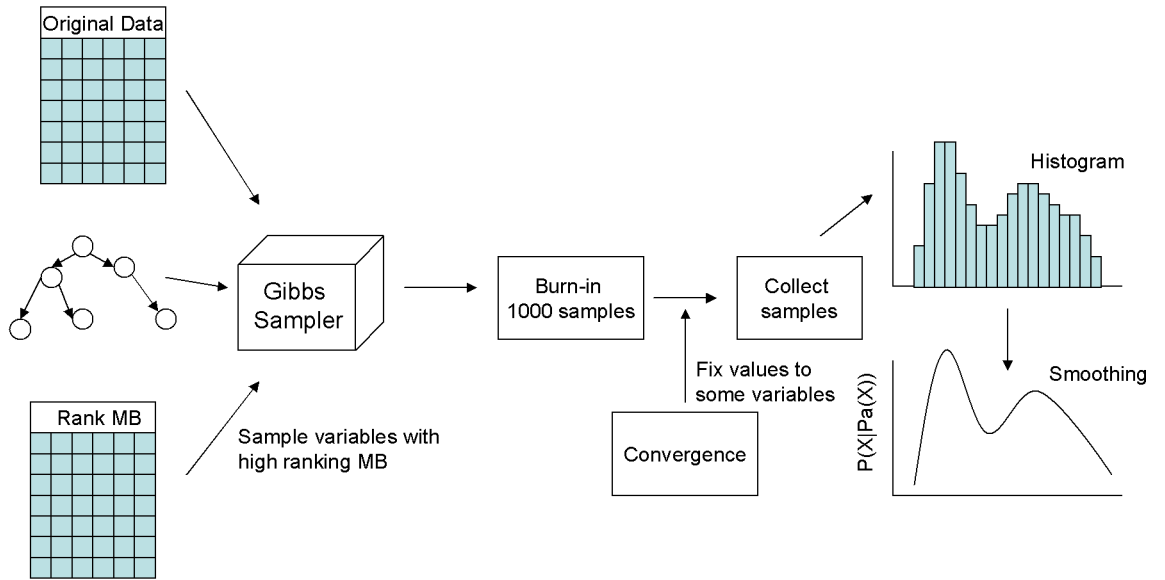 Original Data
Gibbs
Sampler
Rank MB
Sample variables with
high ranking MB
Burn-in
1000 samples
Fix values to
some variables
Convergence
Collect
samples
Histogram
Smoothing
P(X|Pa(X))